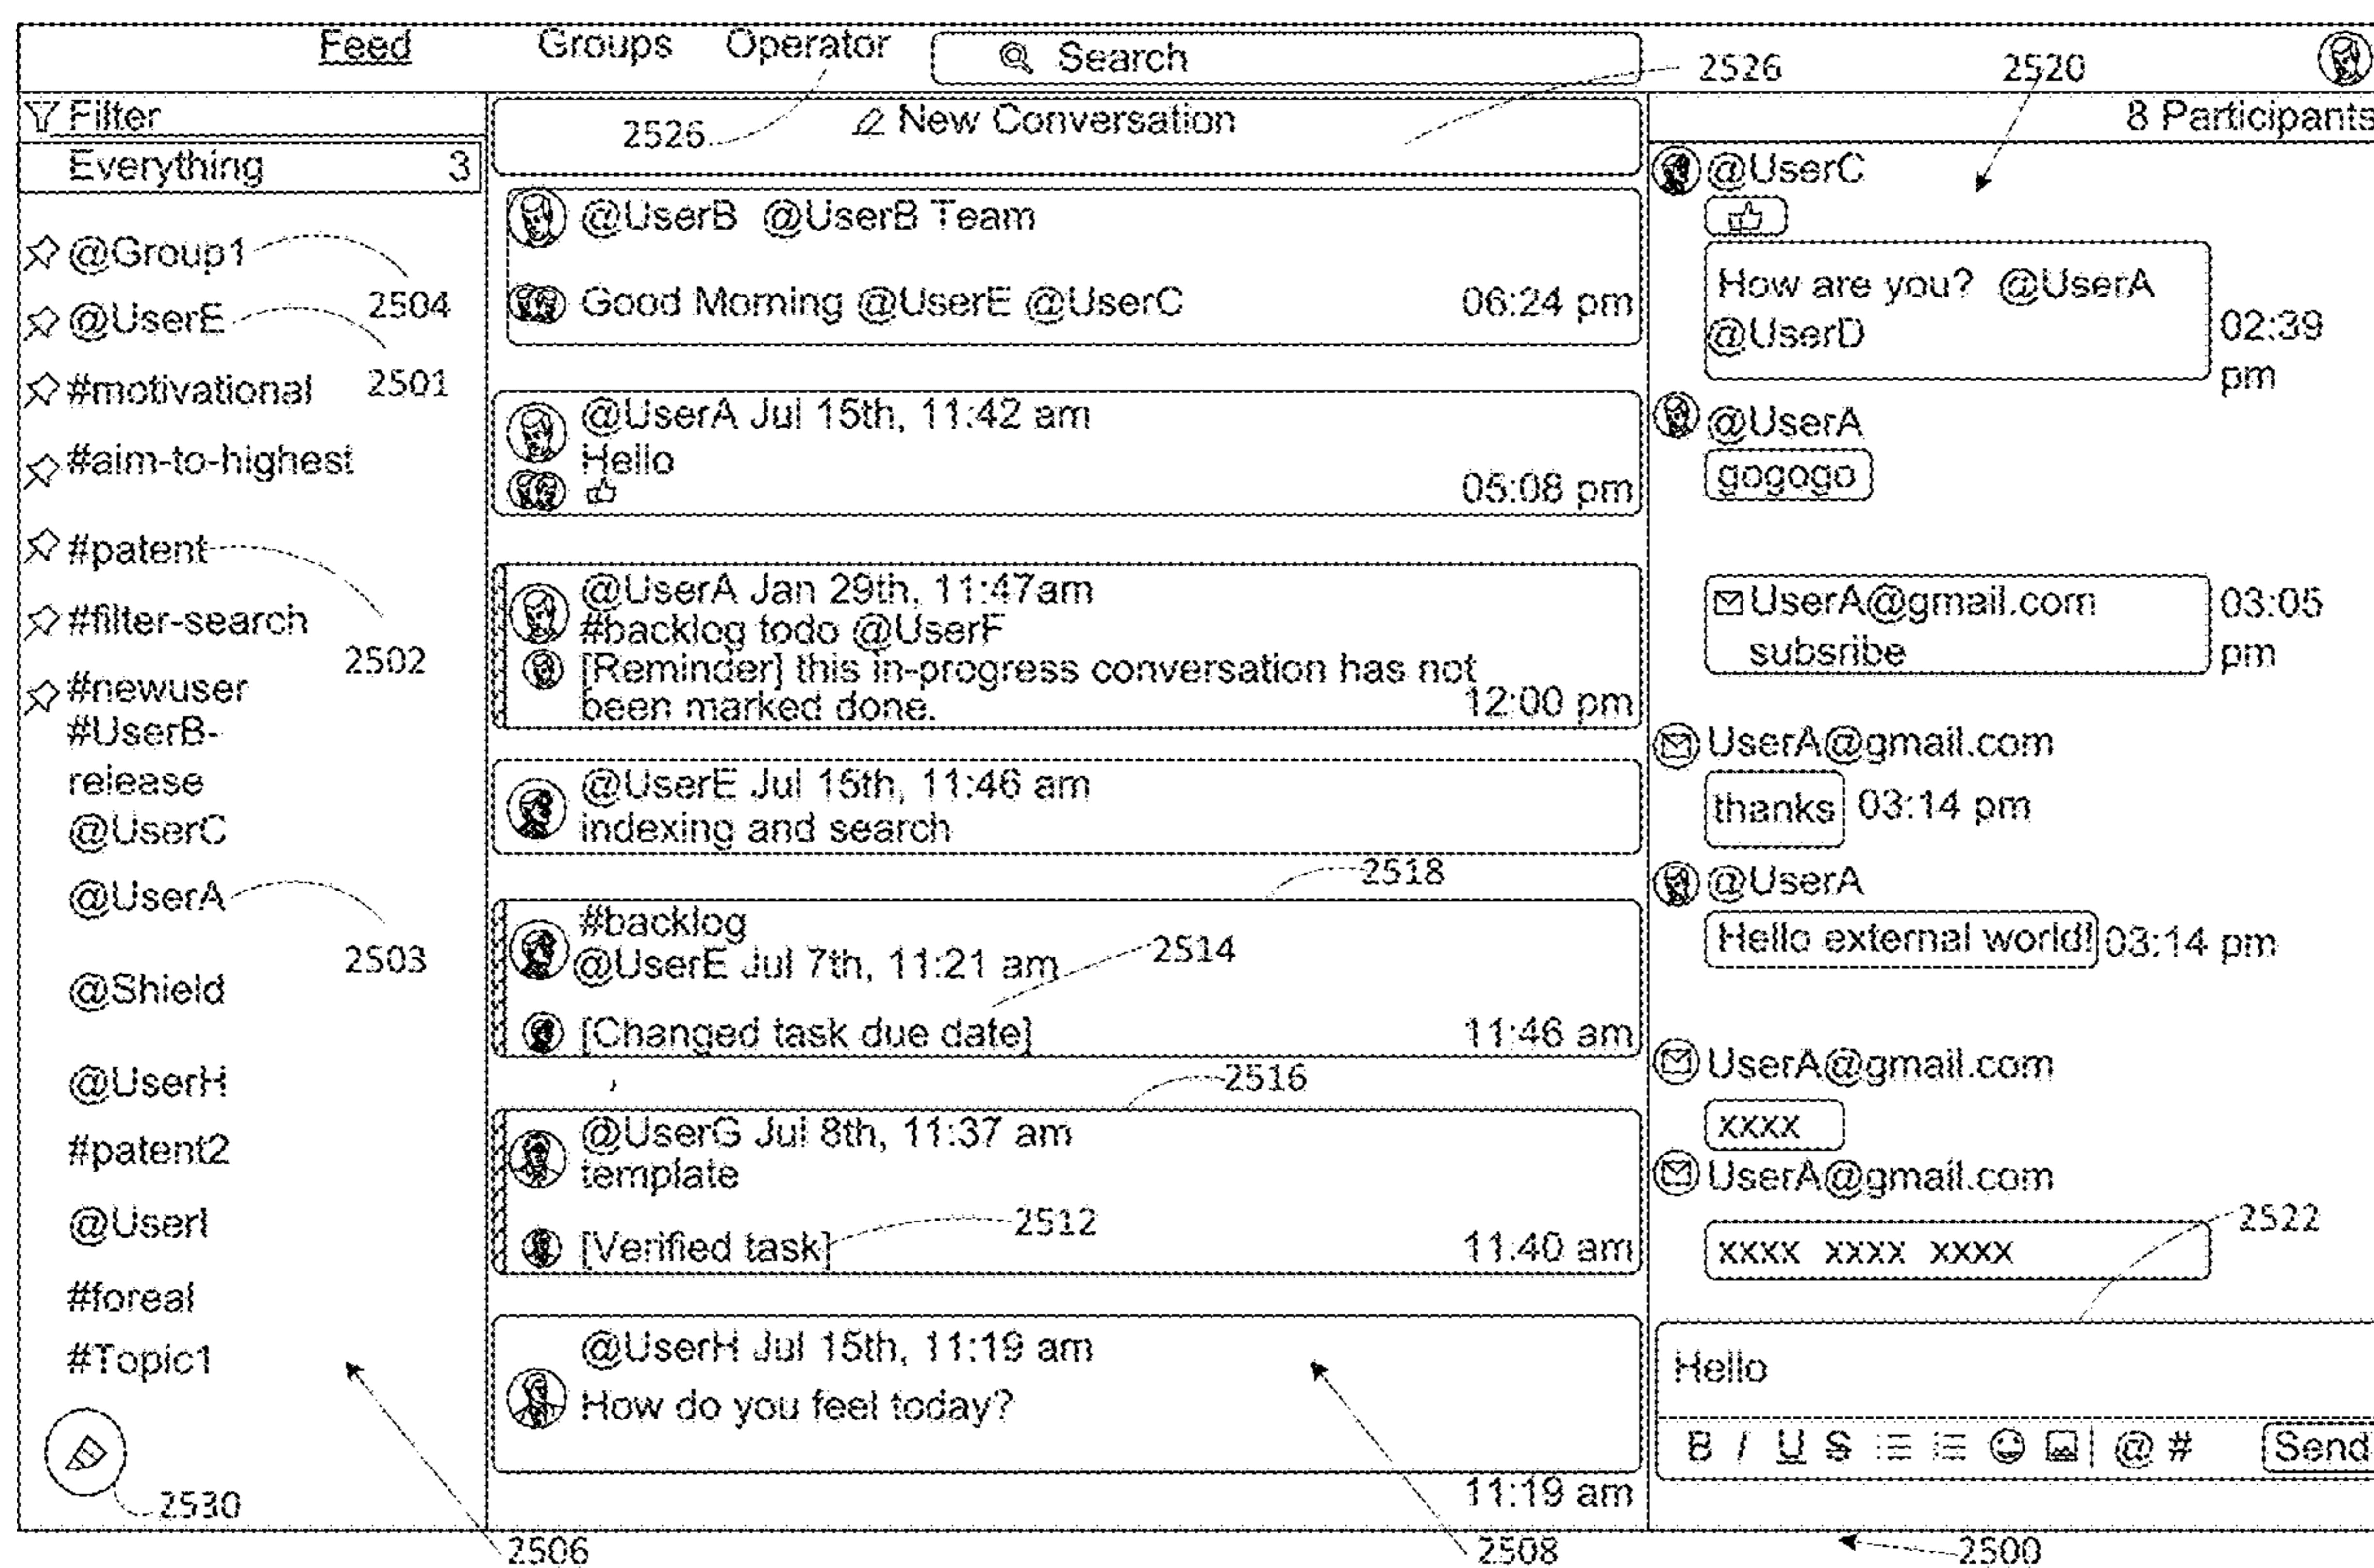 Feed Groups Operator Search
2526 2520
Filter
Everything 3
@Group1
2504
@UserE
2501
#motivational
#aim-to-highest
#patent
#filter-search
2502
#newuser
#UserB-
release
@UserC
@UserA
2503
@Shield
@UserH
#patent2
@UserI
#foreal
#Topic1
2530
2506
New Conversation
2526
@UserB @UserB Team
Good Morning @UserE @UserC 06:24 pm
@UserA Jul 15th, 11:42 am
Hello
05:08 pm
@UserA Jan 29th, 11:47am
#backlog todo @UserF
[Reminder] this in-progress conversation has not
been marked done. 12:00 pm
@UserE Jul 15th, 11:46 am
indexing and search
2518
#backlog
@UserE Jul 7th, 11:21 am
2514
[Changed task due date] 11:46 am
2516
@UserG Jul 8th, 11:37 am
template
2512
[Verified task] 11:40 am
@UserH Jul 15th, 11:19 am
How do you feel today?
11:19 am
2508
8 Participants
@UserC
How are you? @UserA
@UserD
02:39
pm
@UserA
gogogo
UserA@gmail.com
subsribe
03:05
pm
UserA@gmail.com
thanks 03:14 pm
@UserA
Hello external world! 03:14 pm
UserA@gmail.com
xxxx
UserA@gmail.com
2522
xxxx xxxx xxxx
Hello
B I U S @ # Send
2500